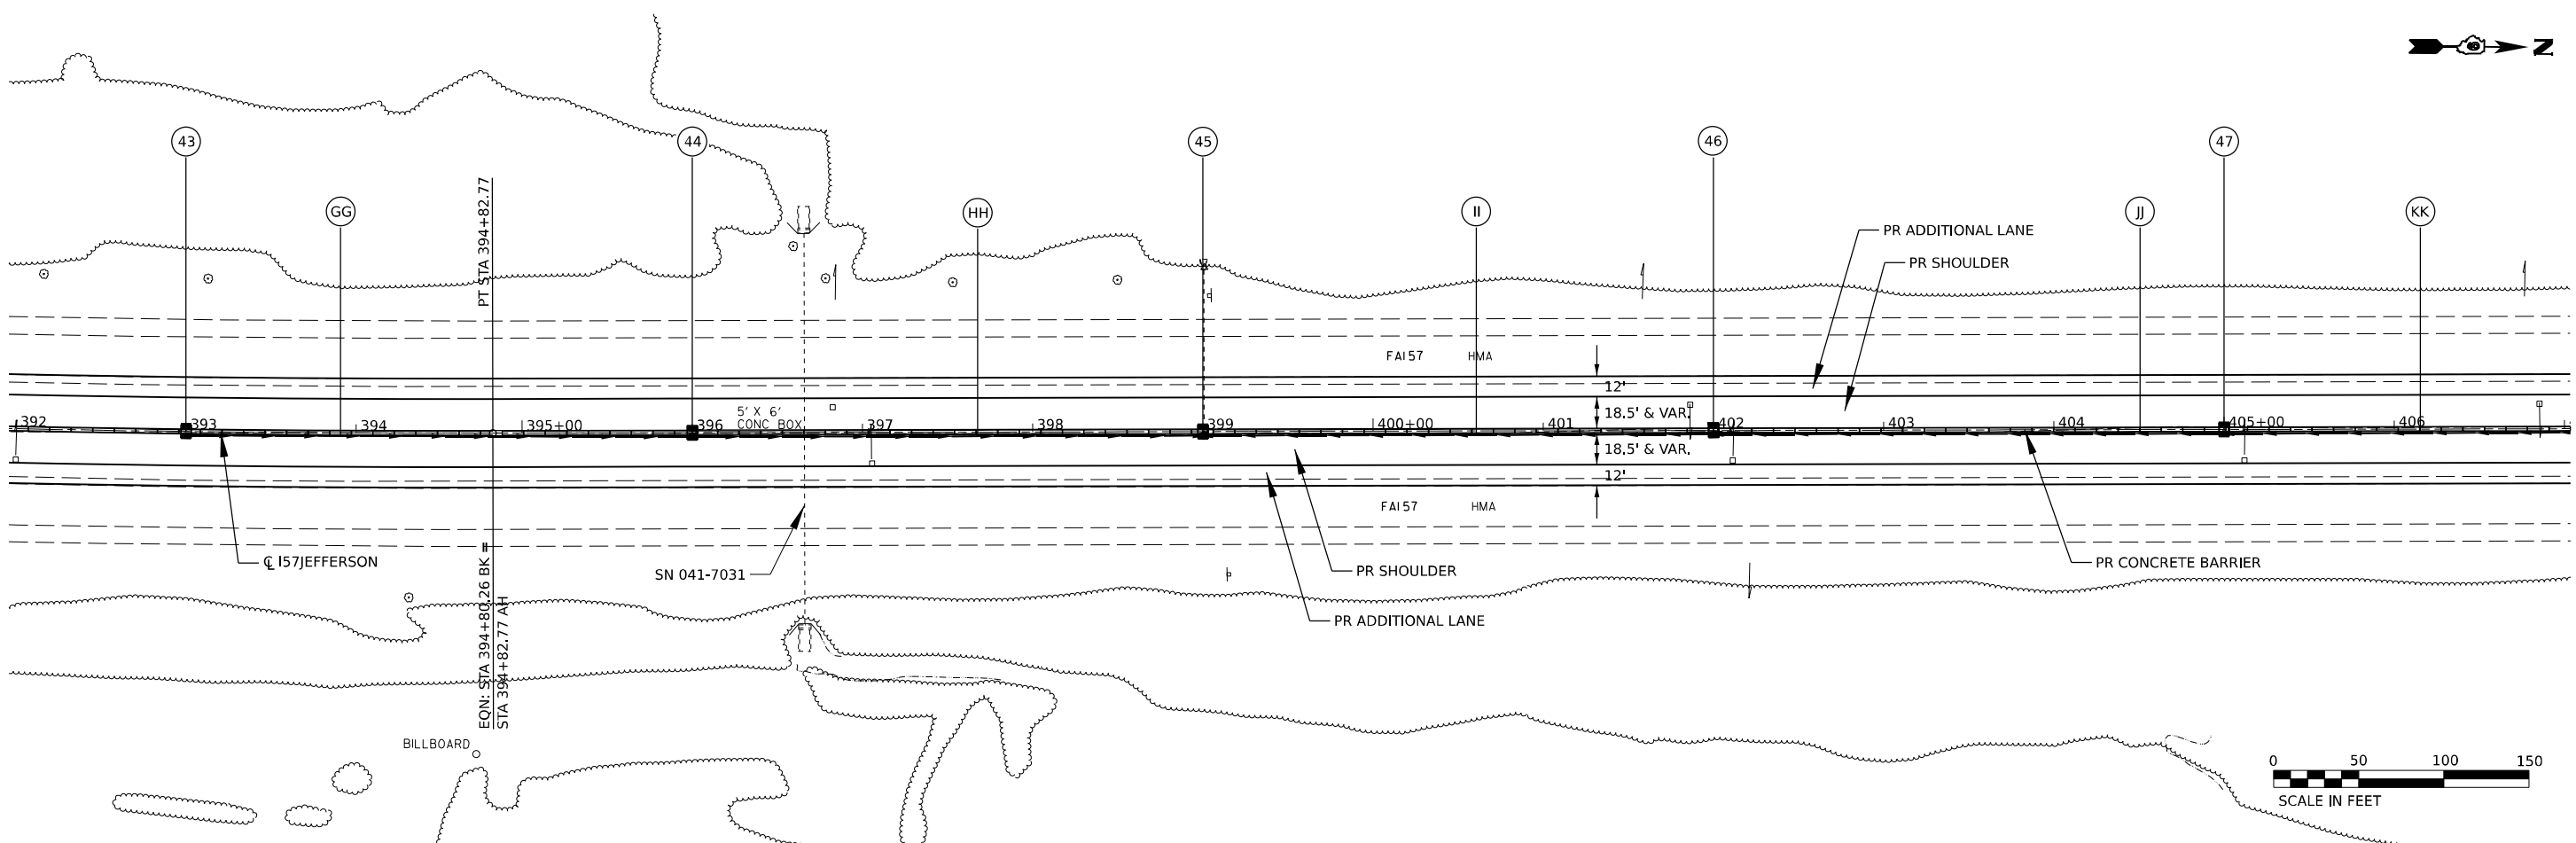 N
43
44
45
46
47
GG
HH
II
JJ
KK
PT STA 394+82.77
PR ADDITIONAL LANE
PR SHOULDER
FAI 57 HMA
12'
18.5' & VAR.
5' X 6'
CONC BOX
392
393
394
395+00
396
397
398
399
400+00
401
402
403
404
405+00
406
18.5' & VAR.
12'
FAI 57 HMA
℄ I57JEFFERSON
SN 041-7031
PR SHOULDER
PR CONCRETE BARRIER
PR ADDITIONAL LANE
EQN: STA 394+80.26 BK =
STA 394+82.77 AH
BILLBOARD
0 50 100 150
SCALE IN FEET